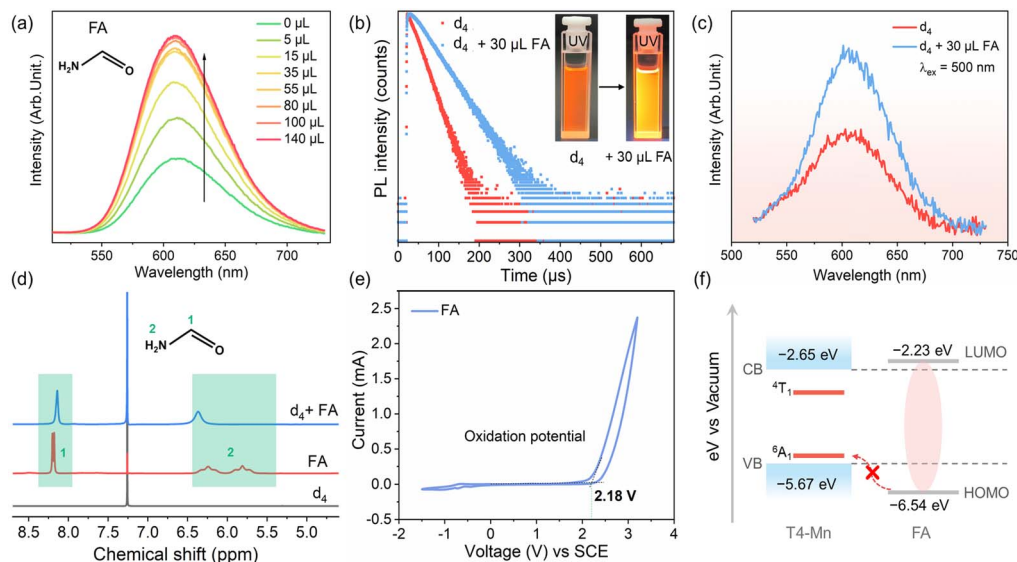 (a)
FA
H₂N
O
0 μL
5 μL
15 μL
35 μL
55 μL
80 μL
100 μL
140 μL
Intensity (Arb.Unit.)
550 600 650 700
Wavelength (nm)
(b)
d₄
d₄ + 30 μL FA
UV
UV
d₄
+ 30 μL FA
PL intensity (counts)
0 100 200 300 400 500 600
Time (μs)
(c)
d₄
d₄ + 30 μL FA
λex = 500 nm
Intensity (Arb.Unit.)
500 550 600 650 700 750
Wavelength (nm)
(d)
2
1
H₂N
O
d₄+ FA
1
2
FA
d₄
8.5 8.0 7.5 7.0 6.5 6.0 5.5 5.0
Chemical shift (ppm)
(e)
FA
Current (mA)
3.0
2.5
2.0
1.5
1.0
0.5
0.0
-0.5
Oxidation potential
2.18 V
-2 -1 0 1 2 3 4
Voltage (V) vs SCE
(f)
eV vs Vacuum
−2.65 eV
−2.23 eV
LUMO
CB
⁴T₁
⁶A₁
VB
−5.67 eV
HOMO
−6.54 eV
T4-Mn
FA